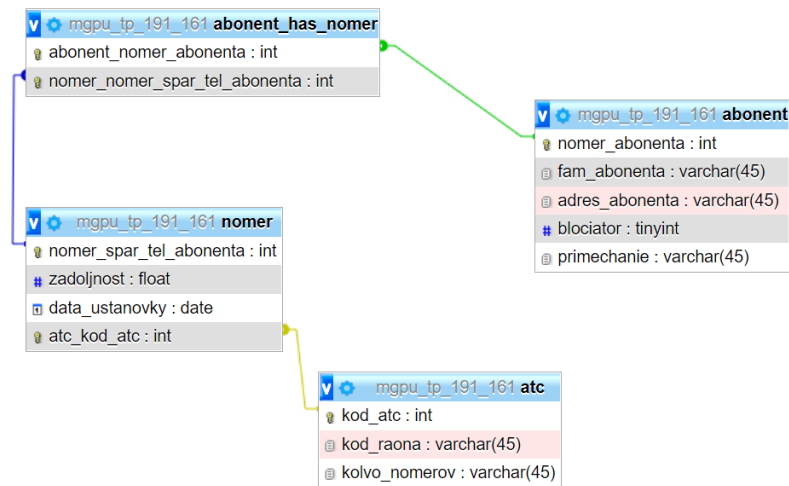 v mgpu_tp_191_161 abonent_has_nomer
abonent_nomer_abonenta : int
nomer_nomer_spar_tel_abonenta : int
v mgpu_tp_191_161 abonent
nomer_abonenta : int
fam_abonenta : varchar(45)
adres_abonenta : varchar(45)
# blociator : tinyint
primechanie : varchar(45)
v mgpu_tp_191_161 nomer
nomer_spar_tel_abonenta : int
# zadoljnost : float
data_ustanovky : date
atc_kod_atc : int
v mgpu_tp_191_161 atc
kod_atc : int
kod_raona : varchar(45)
kolvo_nomerov : varchar(45)